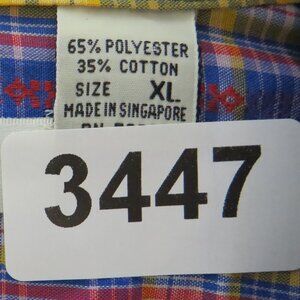 65% POLYESTER
35% COTTON
SIZE XL
MADE IN SINGAPORE
3447